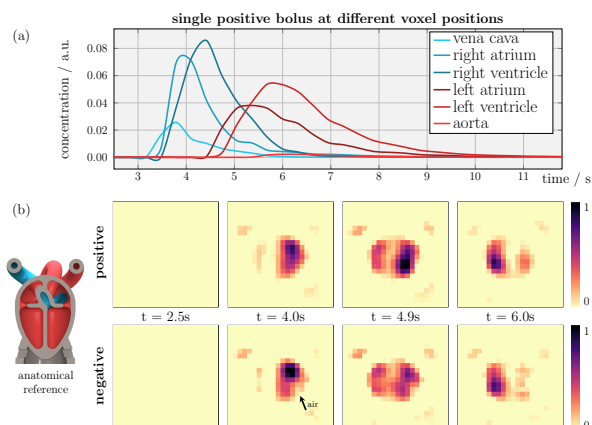 single positive bolus at different voxel positions
(a)
concentration / a.u.
0.08
0.06
0.04
0.02
0.00
vena cava
right atrium
right ventricle
left atrium
left ventricle
aorta
3 4 5 6 7 8 9 10 11
time / s
(b)
positive
1
0
t = 2.5s t = 4.0s t = 4.9s t = 6.0s
negative
air
1
0
anatomical
reference